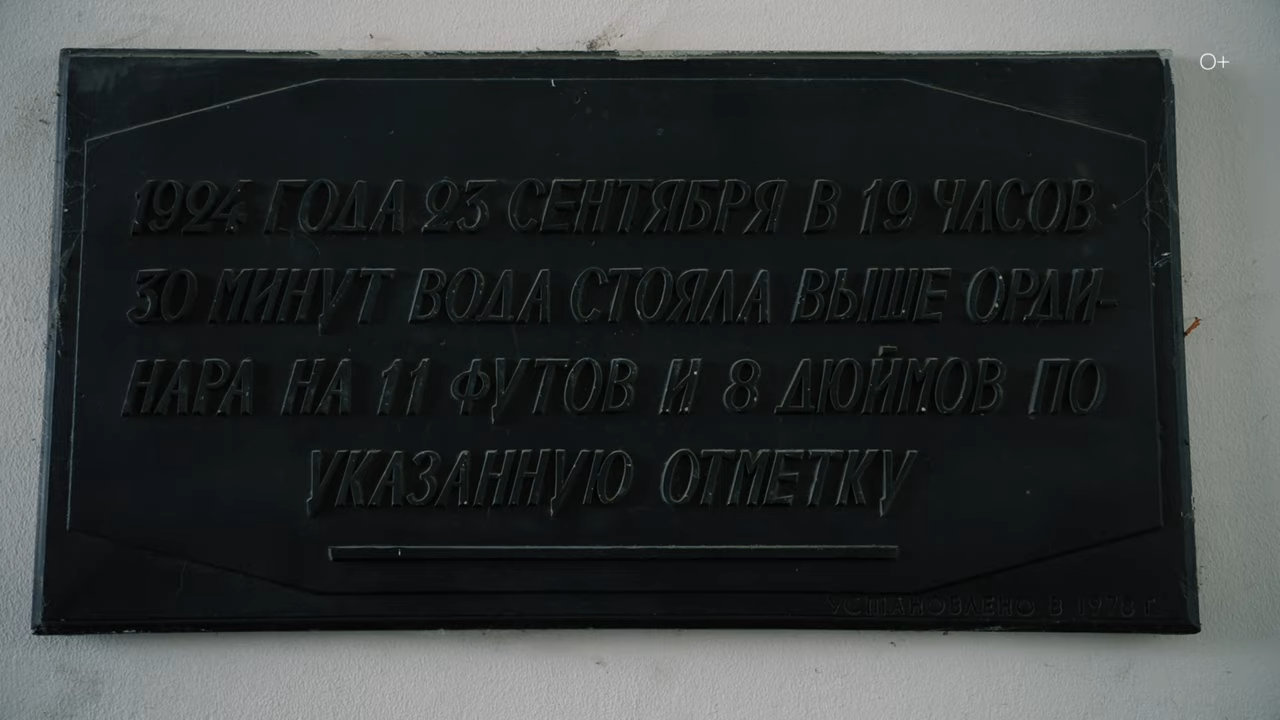 0+
1924 ГОДА 23 СЕНТЯБРЯ В 19 ЧАСОВ
30 МИНУТ ВОДА СТОЯЛА ВЫШЕ ОРДИ-
НАРА НА 11 ФУТОВ И 8 ДЮЙМОВ ПО
УКАЗАННУЮ ОТМЕТКУ
УСТАНОВЛЕНО В 1978 Г.